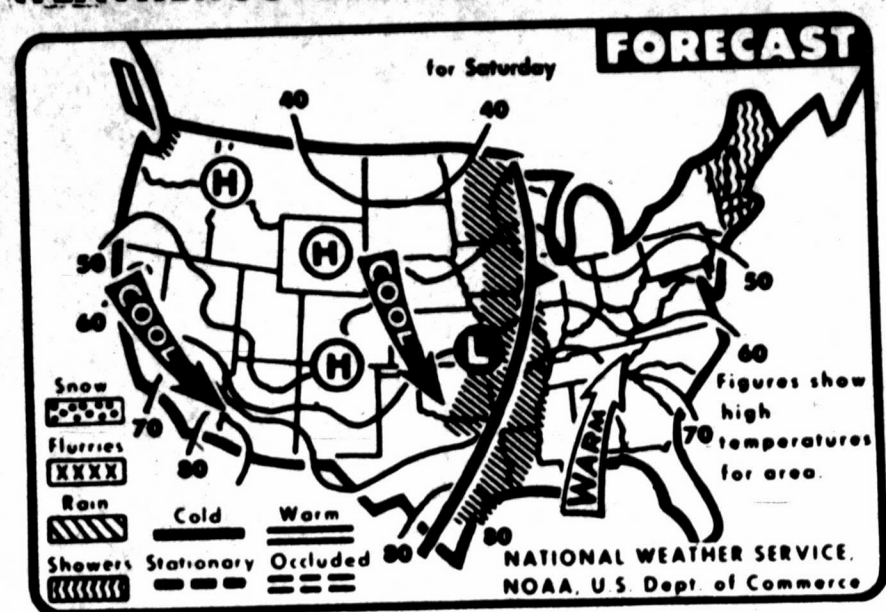 FORECAST
for Saturday
40
40
H
H
H
L
COOL
COOL
WARM
50
60
70
80
80
80
70
60
50
Figures show
high
temperatures
for area.
Snow
Flurries
Rain
Showers
Cold
Warm
Stationary
Occluded
NATIONAL WEATHER SERVICE,
NOAA, U.S. Dept. of Commerce